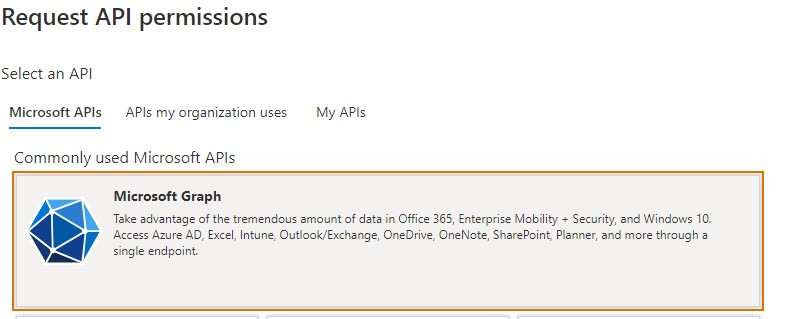 Request API permissions
Select an API
Microsoft APIs APIs my organization uses My APIs
Commonly used Microsoft APIs
Microsoft Graph
Take advantage of the tremendous amount of data in Office 365, Enterprise Mobility + Security, and Windows 10.
Access Azure AD, Excel, Intune, Outlook/Exchange, OneDrive, OneNote, SharePoint, Planner, and more through a
single endpoint.